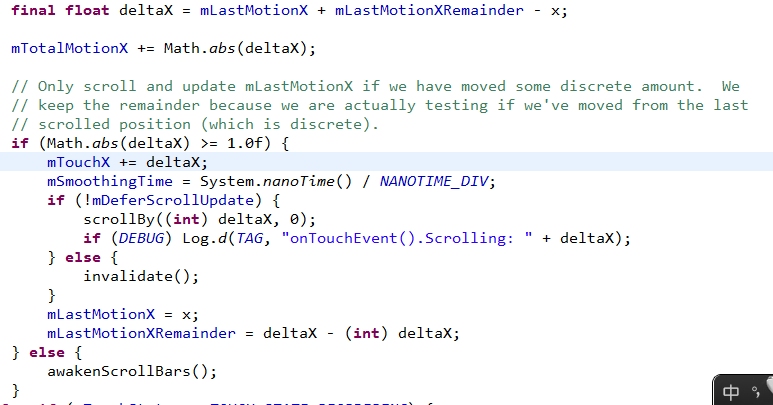 final float deltaX = mLastMotionX + mLastMotionXRemainder - x;
mTotalMotionX += Math.abs(deltaX);
// Only scroll and update mLastMotionX if we have moved some discrete amount.  We
// keep the remainder because we are actually testing if we've moved from the last
// scrolled position (which is discrete).
if (Math.abs(deltaX) >= 1.0f) {
    mTouchX += deltaX;
    mSmoothingTime = System.nanoTime() / NANOTIME_DIV;
    if (!mDeferScrollUpdate) {
        scrollBy((int) deltaX, 0);
        if (DEBUG) Log.d(TAG, "onTouchEvent().Scrolling: " + deltaX);
    } else {
        invalidate();
    }
    mLastMotionX = x;
    mLastMotionXRemainder = deltaX - (int) deltaX;
} else {
    awakenScrollBars();
}
中 °,